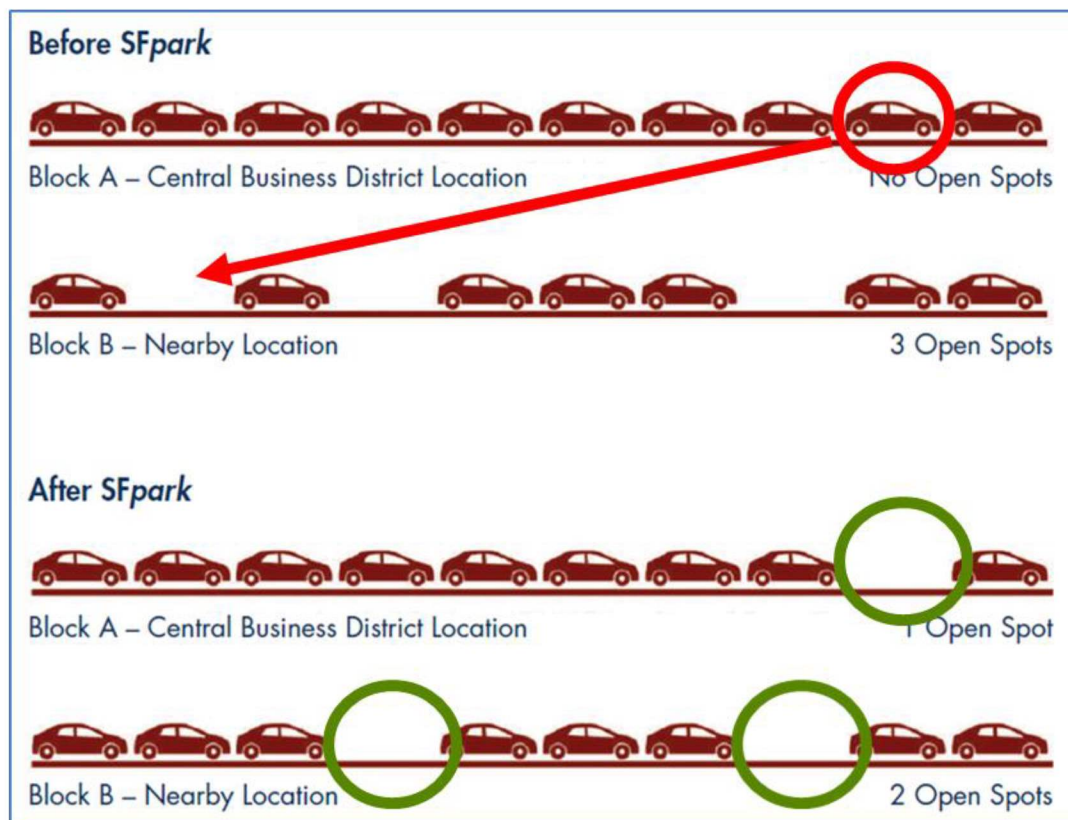 Before SFpark
Block A – Central Business District Location No Open Spots
Block B – Nearby Location 3 Open Spots
After SFpark
Block A – Central Business District Location 1 Open Spot
Block B – Nearby Location 2 Open Spots